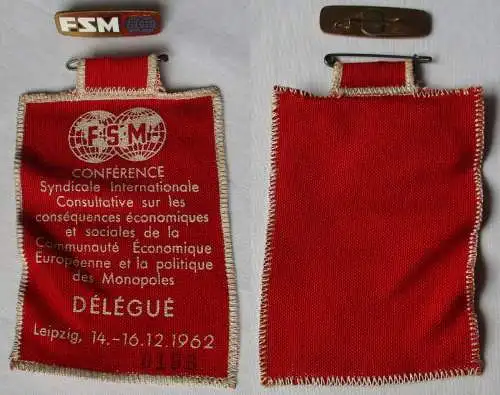 FSM
FSM
CONFÉRENCE
Syndicale Internationale
Consultative sur les
conséquences économiques
et sociales de la
Communauté Économique
Européenne et la politique
des Monopoles
DÉLÉGUÉ
Leipzig, 14.-16.12.1962